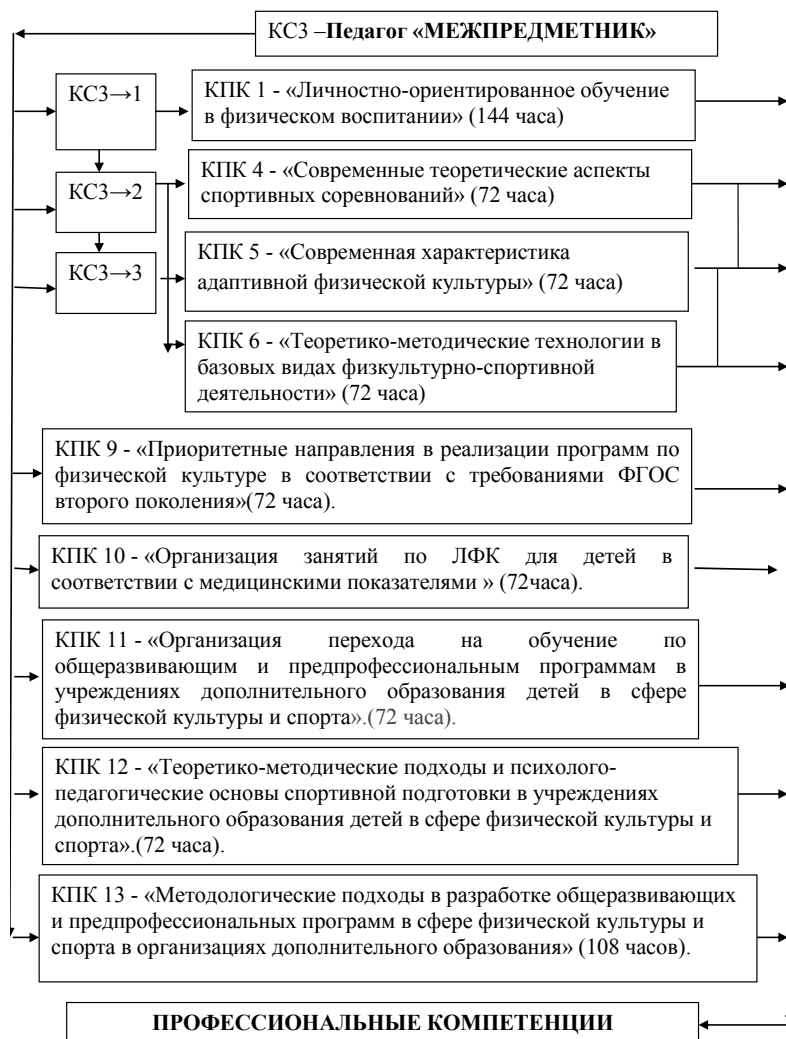 КС3 –Педагог «МЕЖПРЕДМЕТНИК»
КС3→1
КПК 1 - «Личностно-ориентированное обучение
в физическом воспитании» (144 часа)
КС3→2
КПК 4 - «Современные теоретические аспекты
спортивных соревнований» (72 часа)
КС3→3
КПК 5 - «Современная характеристика
адаптивной физической культуры» (72 часа)
КПК 6 - «Теоретико-методические технологии в
базовых видах физкультурно-спортивной
деятельности» (72 часа)
КПК 9 - «Приоритетные направления в реализации программ по
физической культуре в соответствии с требованиями ФГОС
второго поколения»(72 часа).
КПК 10 - «Организация занятий по ЛФК для детей в
соответствии с медицинскими показателями » (72часа).
КПК 11 - «Организация перехода на обучение по
общеразвивающим и предпрофессиональным программам в
учреждениях дополнительного образования детей в сфере
физической культуры и спорта».(72 часа).
КПК 12 - «Теоретико-методические подходы и психолого-
педагогические основы спортивной подготовки в учреждениях
дополнительного образования детей в сфере физической культуры и
спорта».(72 часа).
КПК 13 - «Методологические подходы в разработке общеразвивающих
и предпрофессиональных программ в сфере физической культуры и
спорта в организациях дополнительного образования» (108 часов).
ПРОФЕССИОНАЛЬНЫЕ КОМПЕТЕНЦИИ